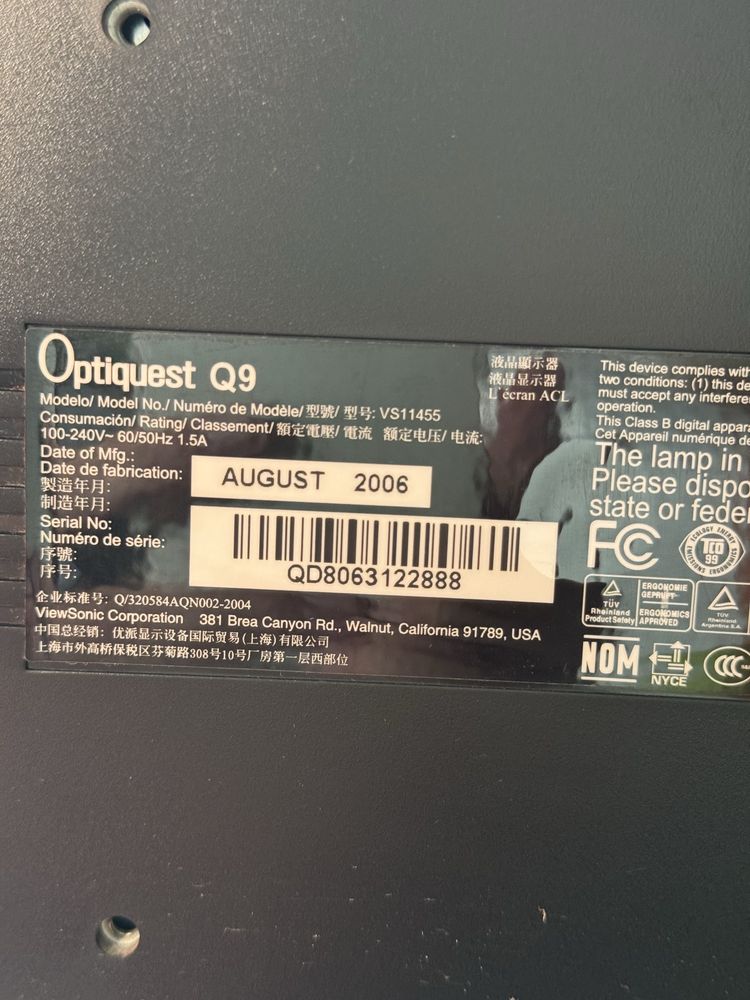 Optiquest Q9
液晶顯示器
液晶显示器
L'écran ACL
Modelo/ Model No./ Numéro de Modèle/ 型號/ 型号: VS11455
Consumación/ Rating/ Classement/ 額定電壓/ 電流 额定电压/ 电流:
100-240V~ 60/50Hz 1.5A
Date of Mfg.:
Date de fabrication:
製造年月:
制造年月:
AUGUST 2006
Serial No:
Numéro de série:
序號:
序号:
QD8063122888
企业标准号: Q/320584AQN002-2004
ViewSonic Corporation 381 Brea Canyon Rd., Walnut, California 91789, USA
中国总经销: 优派显示设备国际贸易(上海)有限公司
上海市外高桥保税区芬菊路308号10号厂房第一层西部位
This device complies with
two conditions: (1) this de
must accept any interfere
operation.
This Class B digital appara
Cet Appareil numérique de
The lamp in
Please dispo
state or feder
FC
ECOLOGY ENERGY
TCO
99
EMISSIONS ERGONOMICS
TÜV
Rheinland
Product Safety
ERGONOMIE
GEPRÜFT
ERGONOMICS
APPROVED
TÜV
Rheinland
Argentina S.A.
NOM
NYCE
CCC